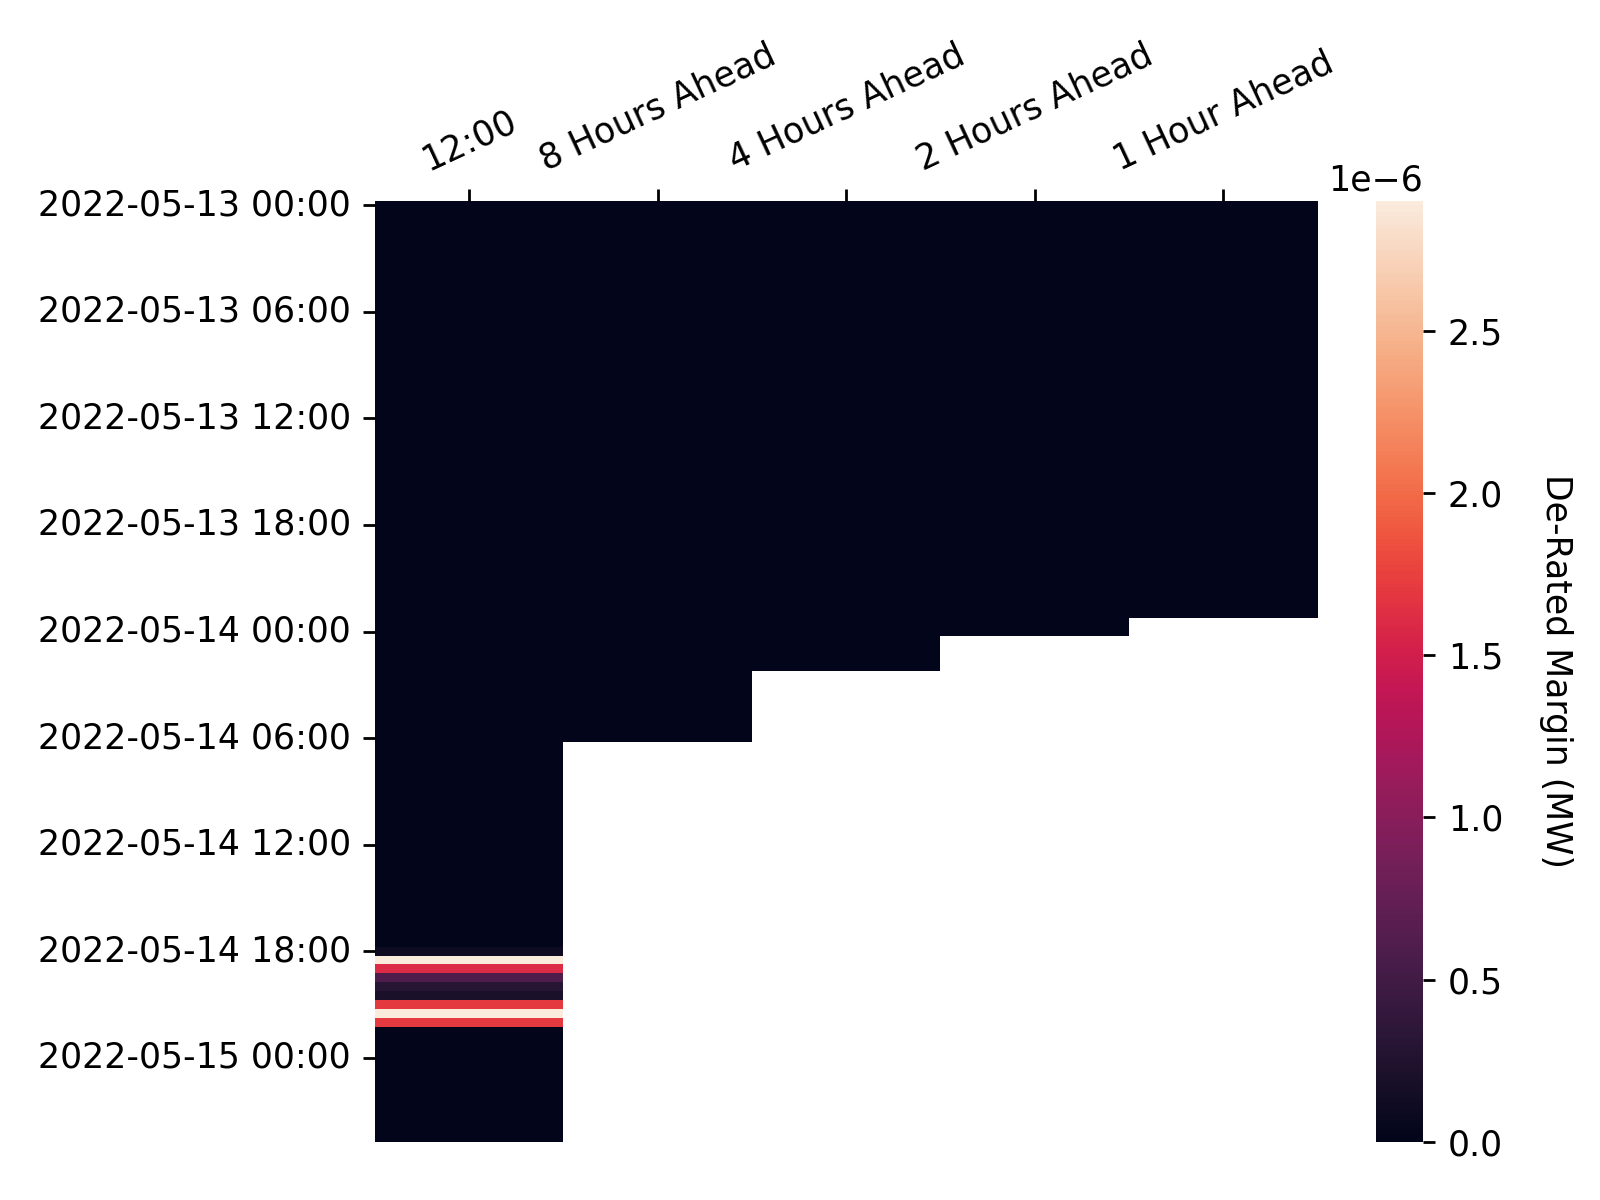 12:00
8 Hours Ahead
4 Hours Ahead
2 Hours Ahead
1 Hour Ahead
1e−6
2022-05-13 00:00
2022-05-13 06:00
2022-05-13 12:00
2022-05-13 18:00
2022-05-14 00:00
2022-05-14 06:00
2022-05-14 12:00
2022-05-14 18:00
2022-05-15 00:00
2.5
2.0
1.5
1.0
0.5
0.0
De-Rated Margin (MW)